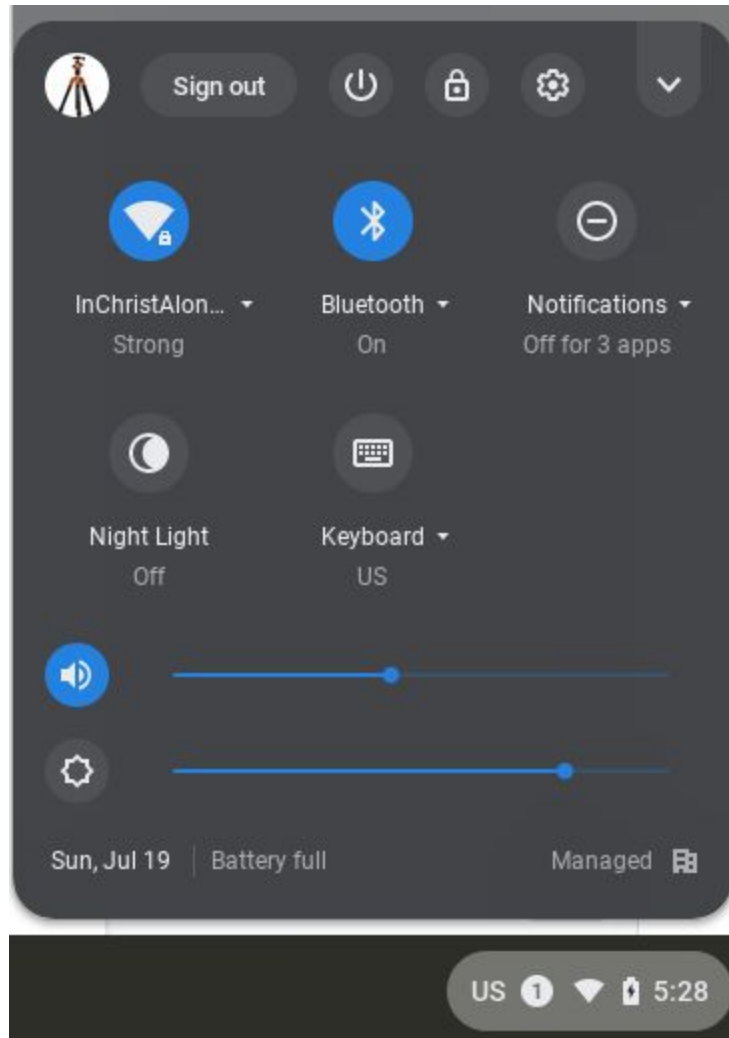 Sign out
InChristAlon... Bluetooth Notifications
Strong On Off for 3 apps
Night Light Keyboard
Off US
Sun, Jul 19 Battery full Managed
US 1 5:28